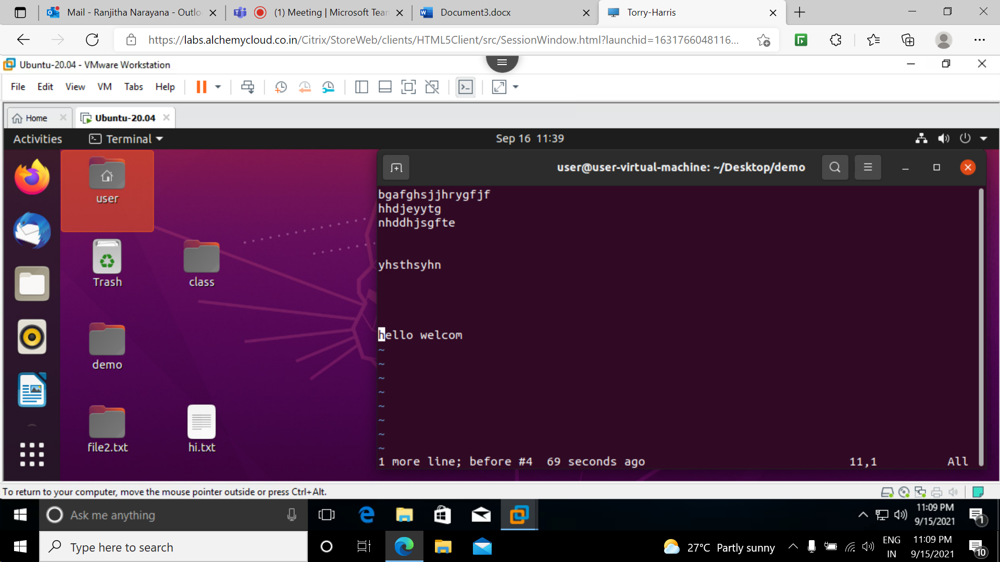 Mail - Ranjitha Narayana - Outlo
(1) Meeting | Microsoft Tean
Document3.docx
Torry-Harris
https://labs.alchemycloud.co.in/Citrix/StoreWeb/clients/HTML5Client/src/SessionWindow.html?launchid=1631766048116...
Ubuntu-20.04 - VMware Workstation
File Edit View VM Tabs Help
Home
Ubuntu-20.04
Activities
Terminal
Sep 16 11:39
user
Trash
class
demo
file2.txt
hi.txt
user@user-virtual-machine: ~/Desktop/demo
bgafghsjjhrygfjf
hhdjeyytg
nhddhjsgfte
yhsthsyhn
hello welcom
~
~
~
~
~
~
~
~
1 more line; before #4 69 seconds ago 11,1 All
To return to your computer, move the mouse pointer outside or press Ctrl+Alt.
Ask me anything
11:09 PM
9/15/2021
1
Type here to search
27°C Partly sunny
ENG
IN
11:09 PM
9/15/2021
10